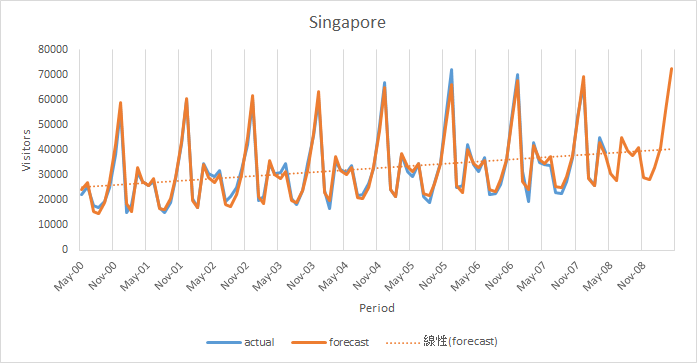 Singapore
80000
70000
60000
50000
40000
30000
20000
10000
0
Visitors
May-00
Nov-00
May-01
Nov-01
May-02
Nov-02
May-03
Nov-03
May-04
Nov-04
May-05
Nov-05
May-06
Nov-06
May-07
Nov-07
May-08
Nov-08
Period
actual
forecast
線性(forecast)